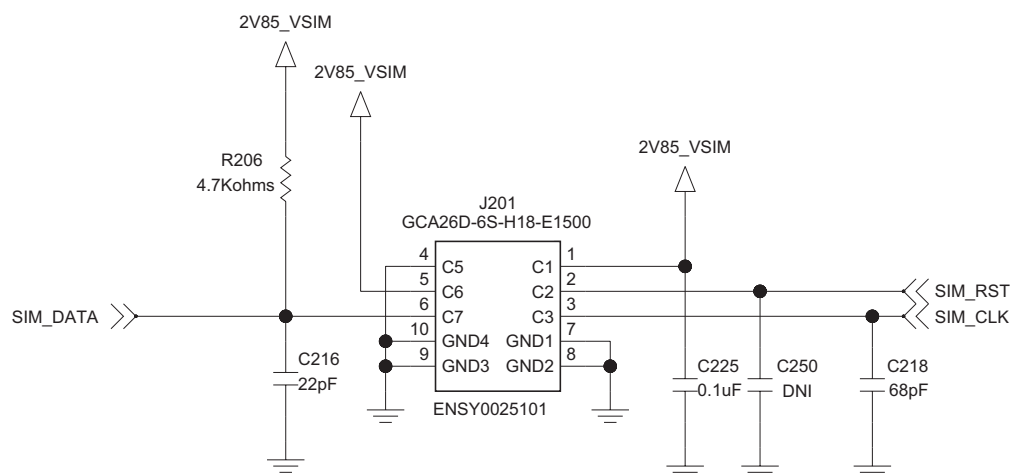 2V85_VSIM
2V85_VSIM
2V85_VSIM
R206
4.7Kohms
J201
GCA26D-6S-H18-E1500
4 C5 C1 1
5 C6 C2 2
6 C7 C3 3
10 GND4 GND1 7
9 GND3 GND2 8
SIM_DATA
SIM_RST
SIM_CLK
C216
22pF
C225
0.1uF
C250
DNI
C218
68pF
ENSY0025101